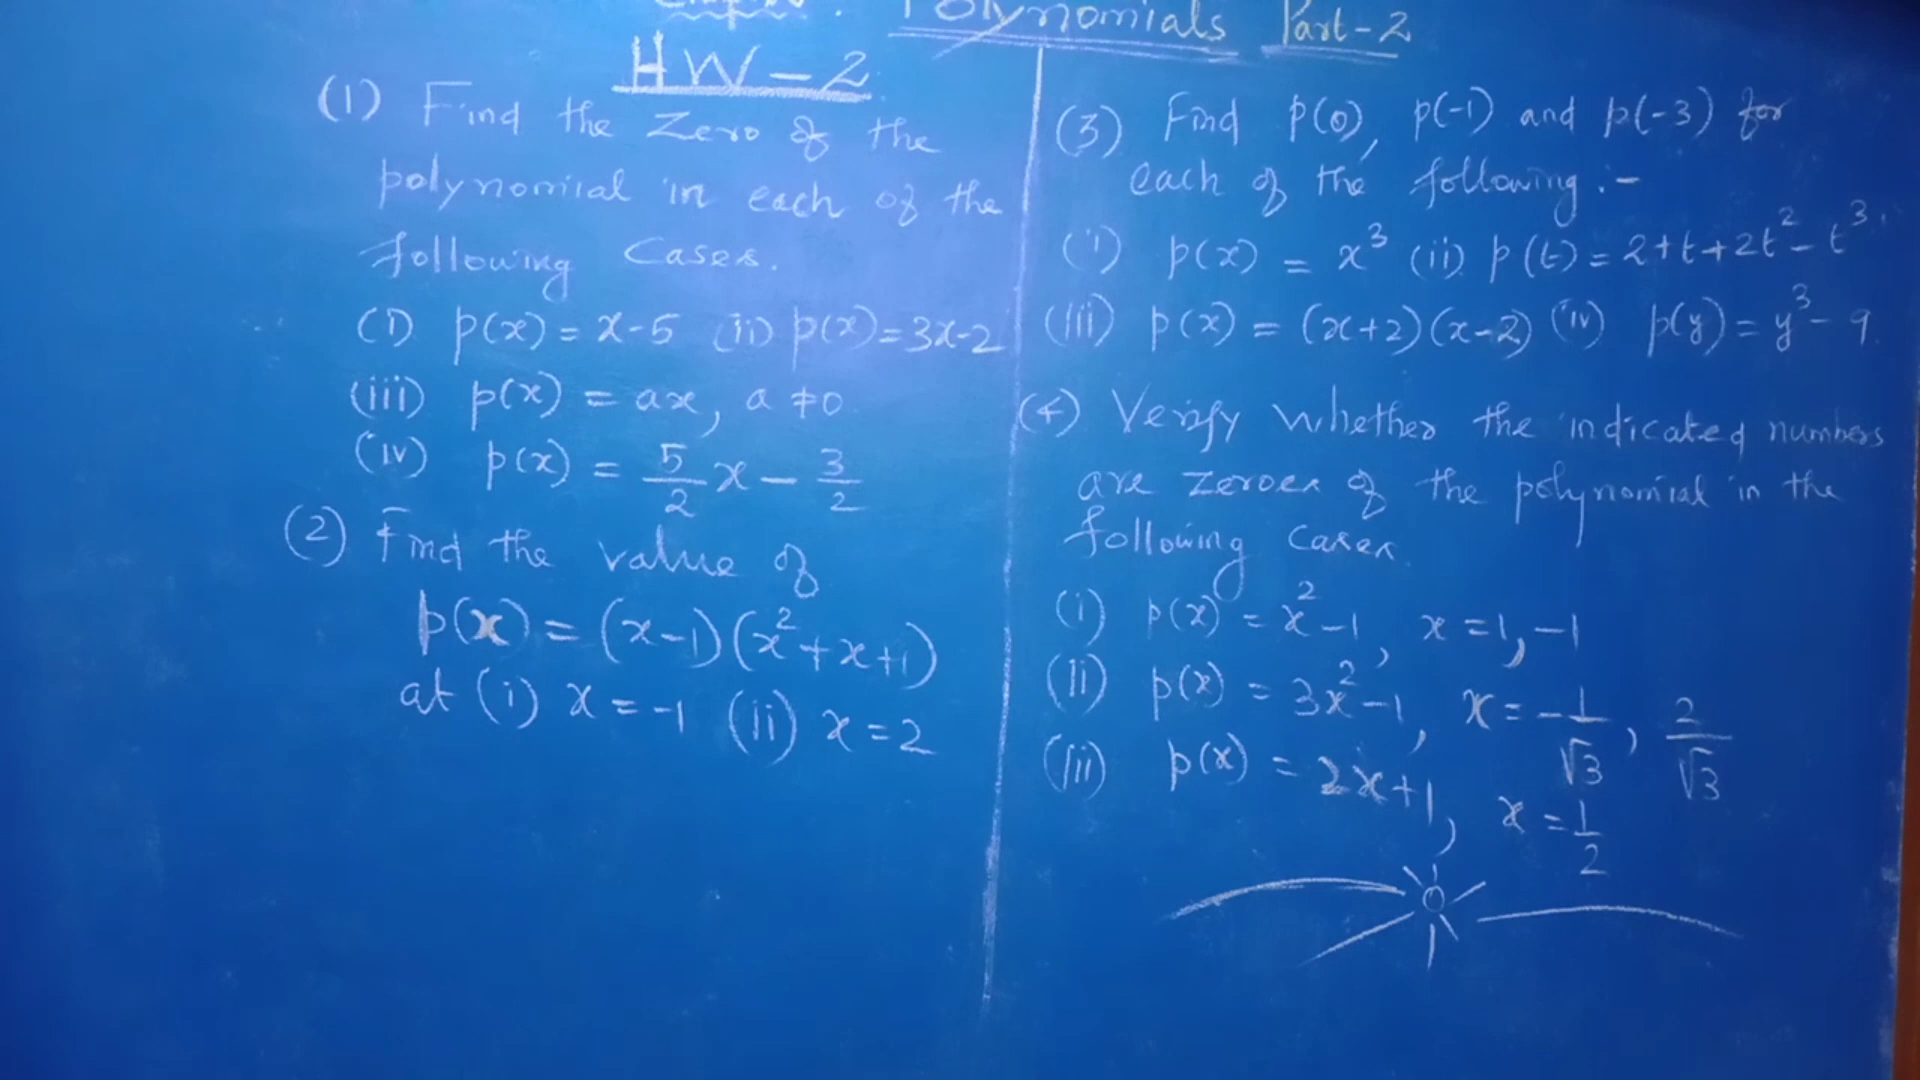 Chapter : Polynomials Part-2
HW-2
(1) Find the Zero of the
polynomial in each of the
following Cases.
(i) p(x) = x-5 (ii) p(x)=3x-2
(iii) p(x) = ax, a ≠ 0
(iv) p(x) = 5/2 x - 3/2
(2) Find the value of
p(x) = (x-1)(x²+x+1)
at (i) x = -1 (ii) x = 2
(3) Find p(0), p(-1) and p(-3) for
each of the following :-
(i) p(x) = x³ (ii) p(t) = 2+t+2t²-t³.
(iii) p(x) = (x+2)(x-2) (iv) p(y) = y³-9.
(4) Verify whether the indicated numbers
are zeroes of the polynomial in the
following cases.
(i) p(x) = x²-1, x = 1, -1
(ii) p(x) = 3x²-1, x = -1/√3, 2/√3
(iii) p(x) = 2x+1, x = 1/2